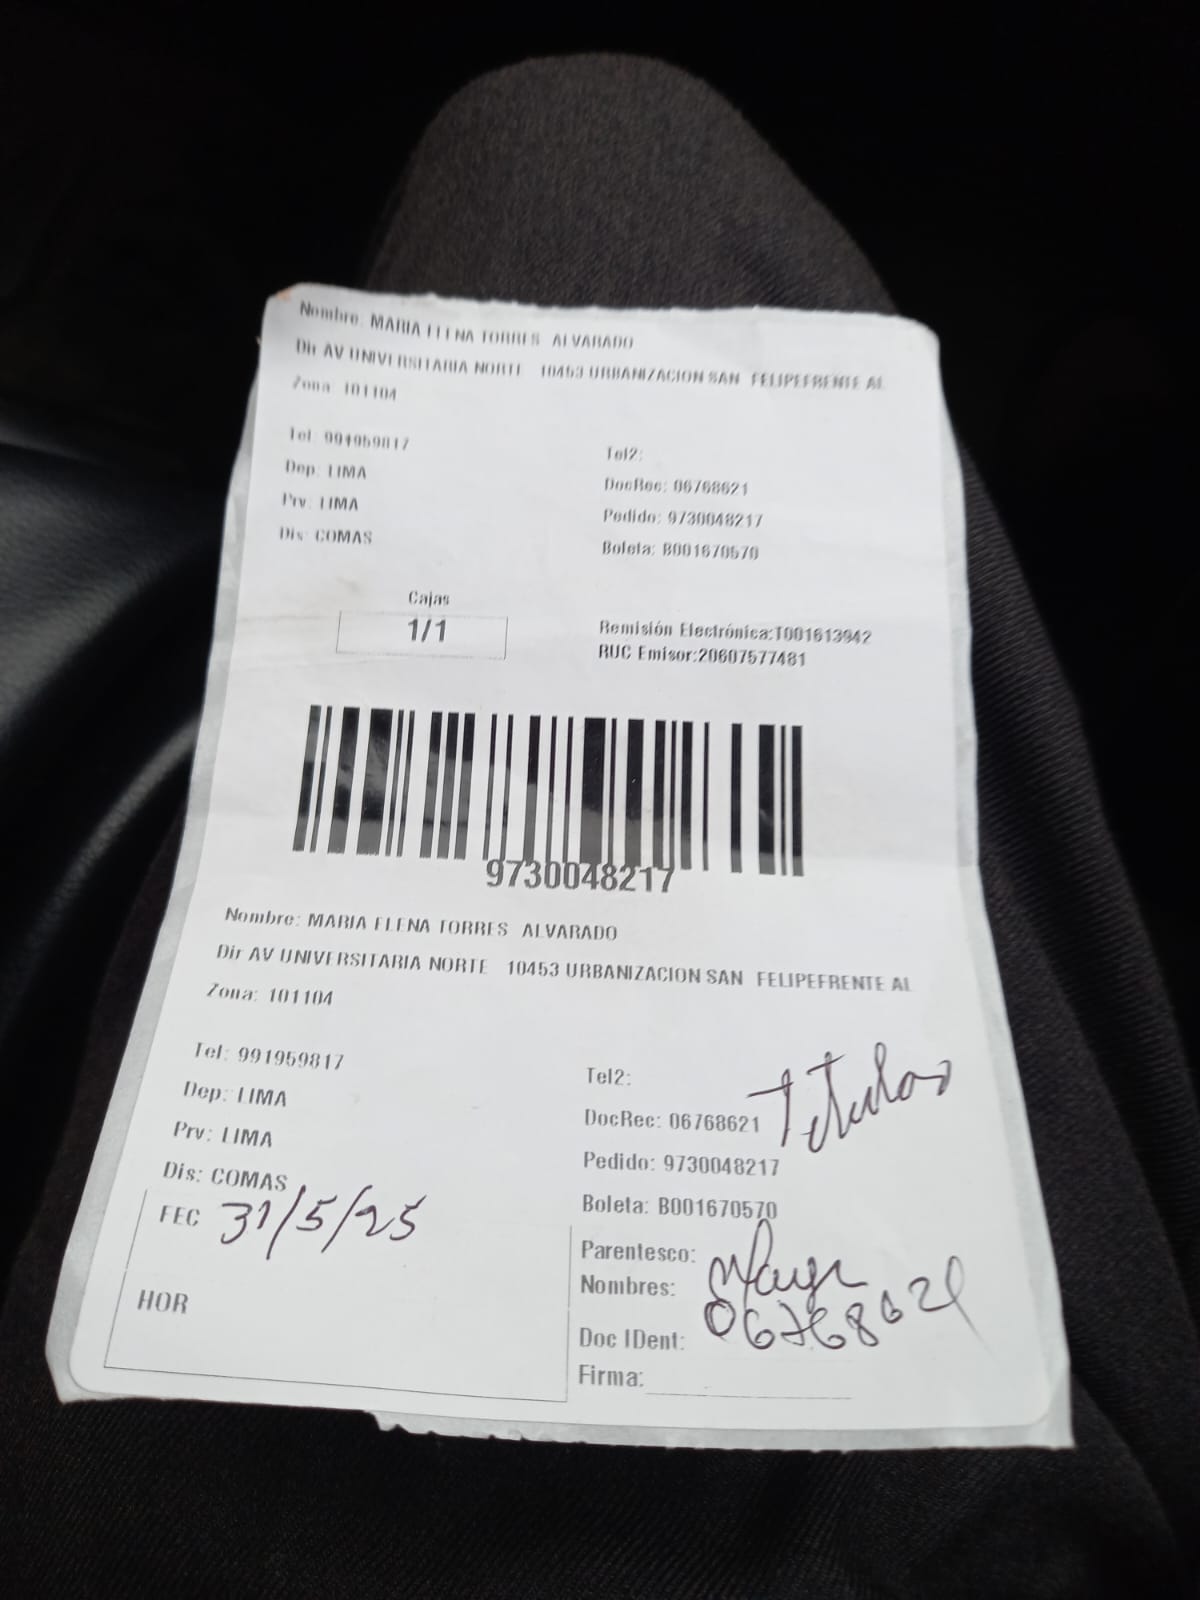 Nombre: MARIA ELENA TORRES ALVARADO
Dir AV UNIVERSITARIA NORTE 10453 URBANIZACION SAN FELIPEFRENTE AL
Zona: 101104
Tel: 991959817
Tel2:
Dep: LIMA
DocRec: 06768621
Prv: LIMA
Pedido: 9730048217
Dis: COMAS
Boleta: B001670570
Cajas
1/1
Remisión Electrónica:T001613942
RUC Emisor:20607577481
9730048217
Nombre: MARIA ELENA TORRES ALVARADO
Dir AV UNIVERSITARIA NORTE 10453 URBANIZACION SAN FELIPEFRENTE AL
Zona: 101104
Tel: 991959817
Tel2:
Dep: LIMA
DocRec: 06768621 Titular
Prv: LIMA
Pedido: 9730048217
Dis: COMAS
Boleta: B001670570
FEC 31/5/25
Parentesco:
Nombres:
HOR
Doc IDent: 06768621
Firma: